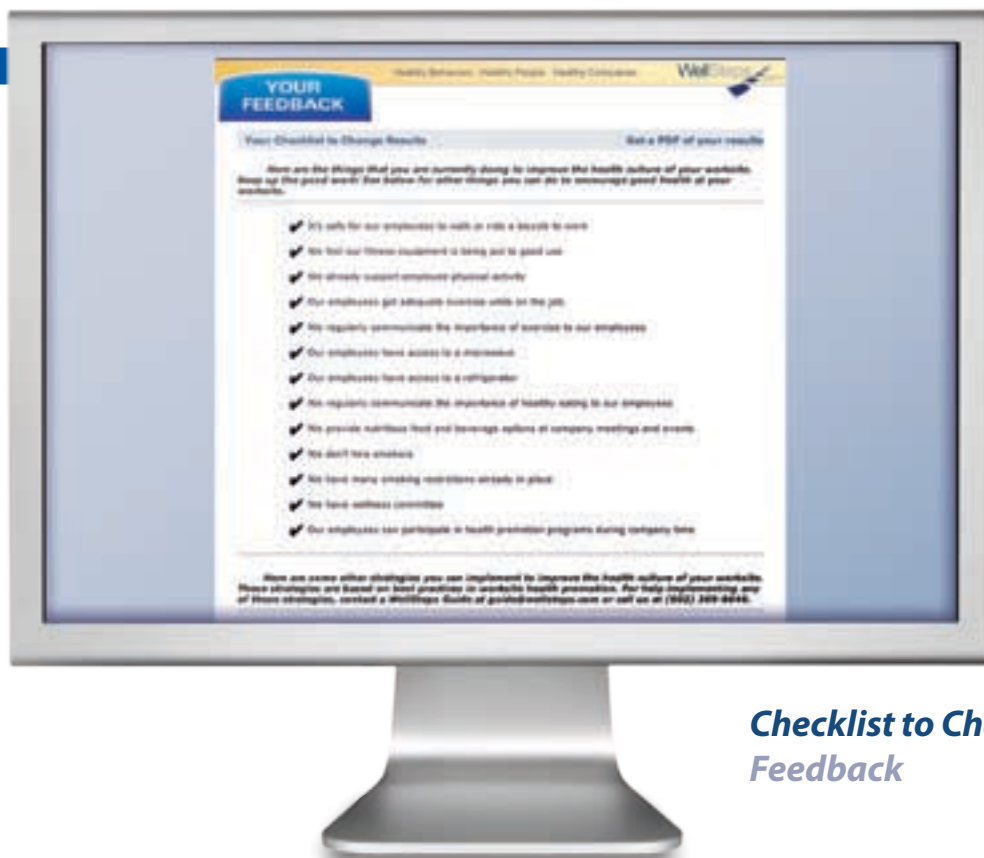 Healthy Behaviors Healthy People Healthy Companies
WellSteps
YOUR
FEEDBACK
Your Checklist to Change Results
Get a PDF of your results
Here are the things that you are currently doing to improve the health culture of your worksite.
Keep up the good work! See below for other things you can do to encourage good health at your
worksite.
It's safe for our employees to walk or ride a bicycle to work
We feel our fitness equipment is being put to good use
We already support employee physical activity
Our employees get adequate exercise while on the job
We regularly communicate the importance of exercise to our employees
Our employees have access to a microwave
Our employees have access to a refrigerator
We regularly communicate the importance of healthy eating to our employees
We provide nutritious food and beverage options at company meetings and events
We don't hire smokers
We have many smoking restrictions already in place
We have wellness committee
Our employees can participate in health promotion programs during company time
Here are some other strategies you can implement to improve the health culture of your worksite.
These strategies are based on best practices in worksite health promotion. For help implementing any
of these strategies, contact a WellSteps Guide at guide@wellsteps.com or call us at
Checklist to Ch
Feedback